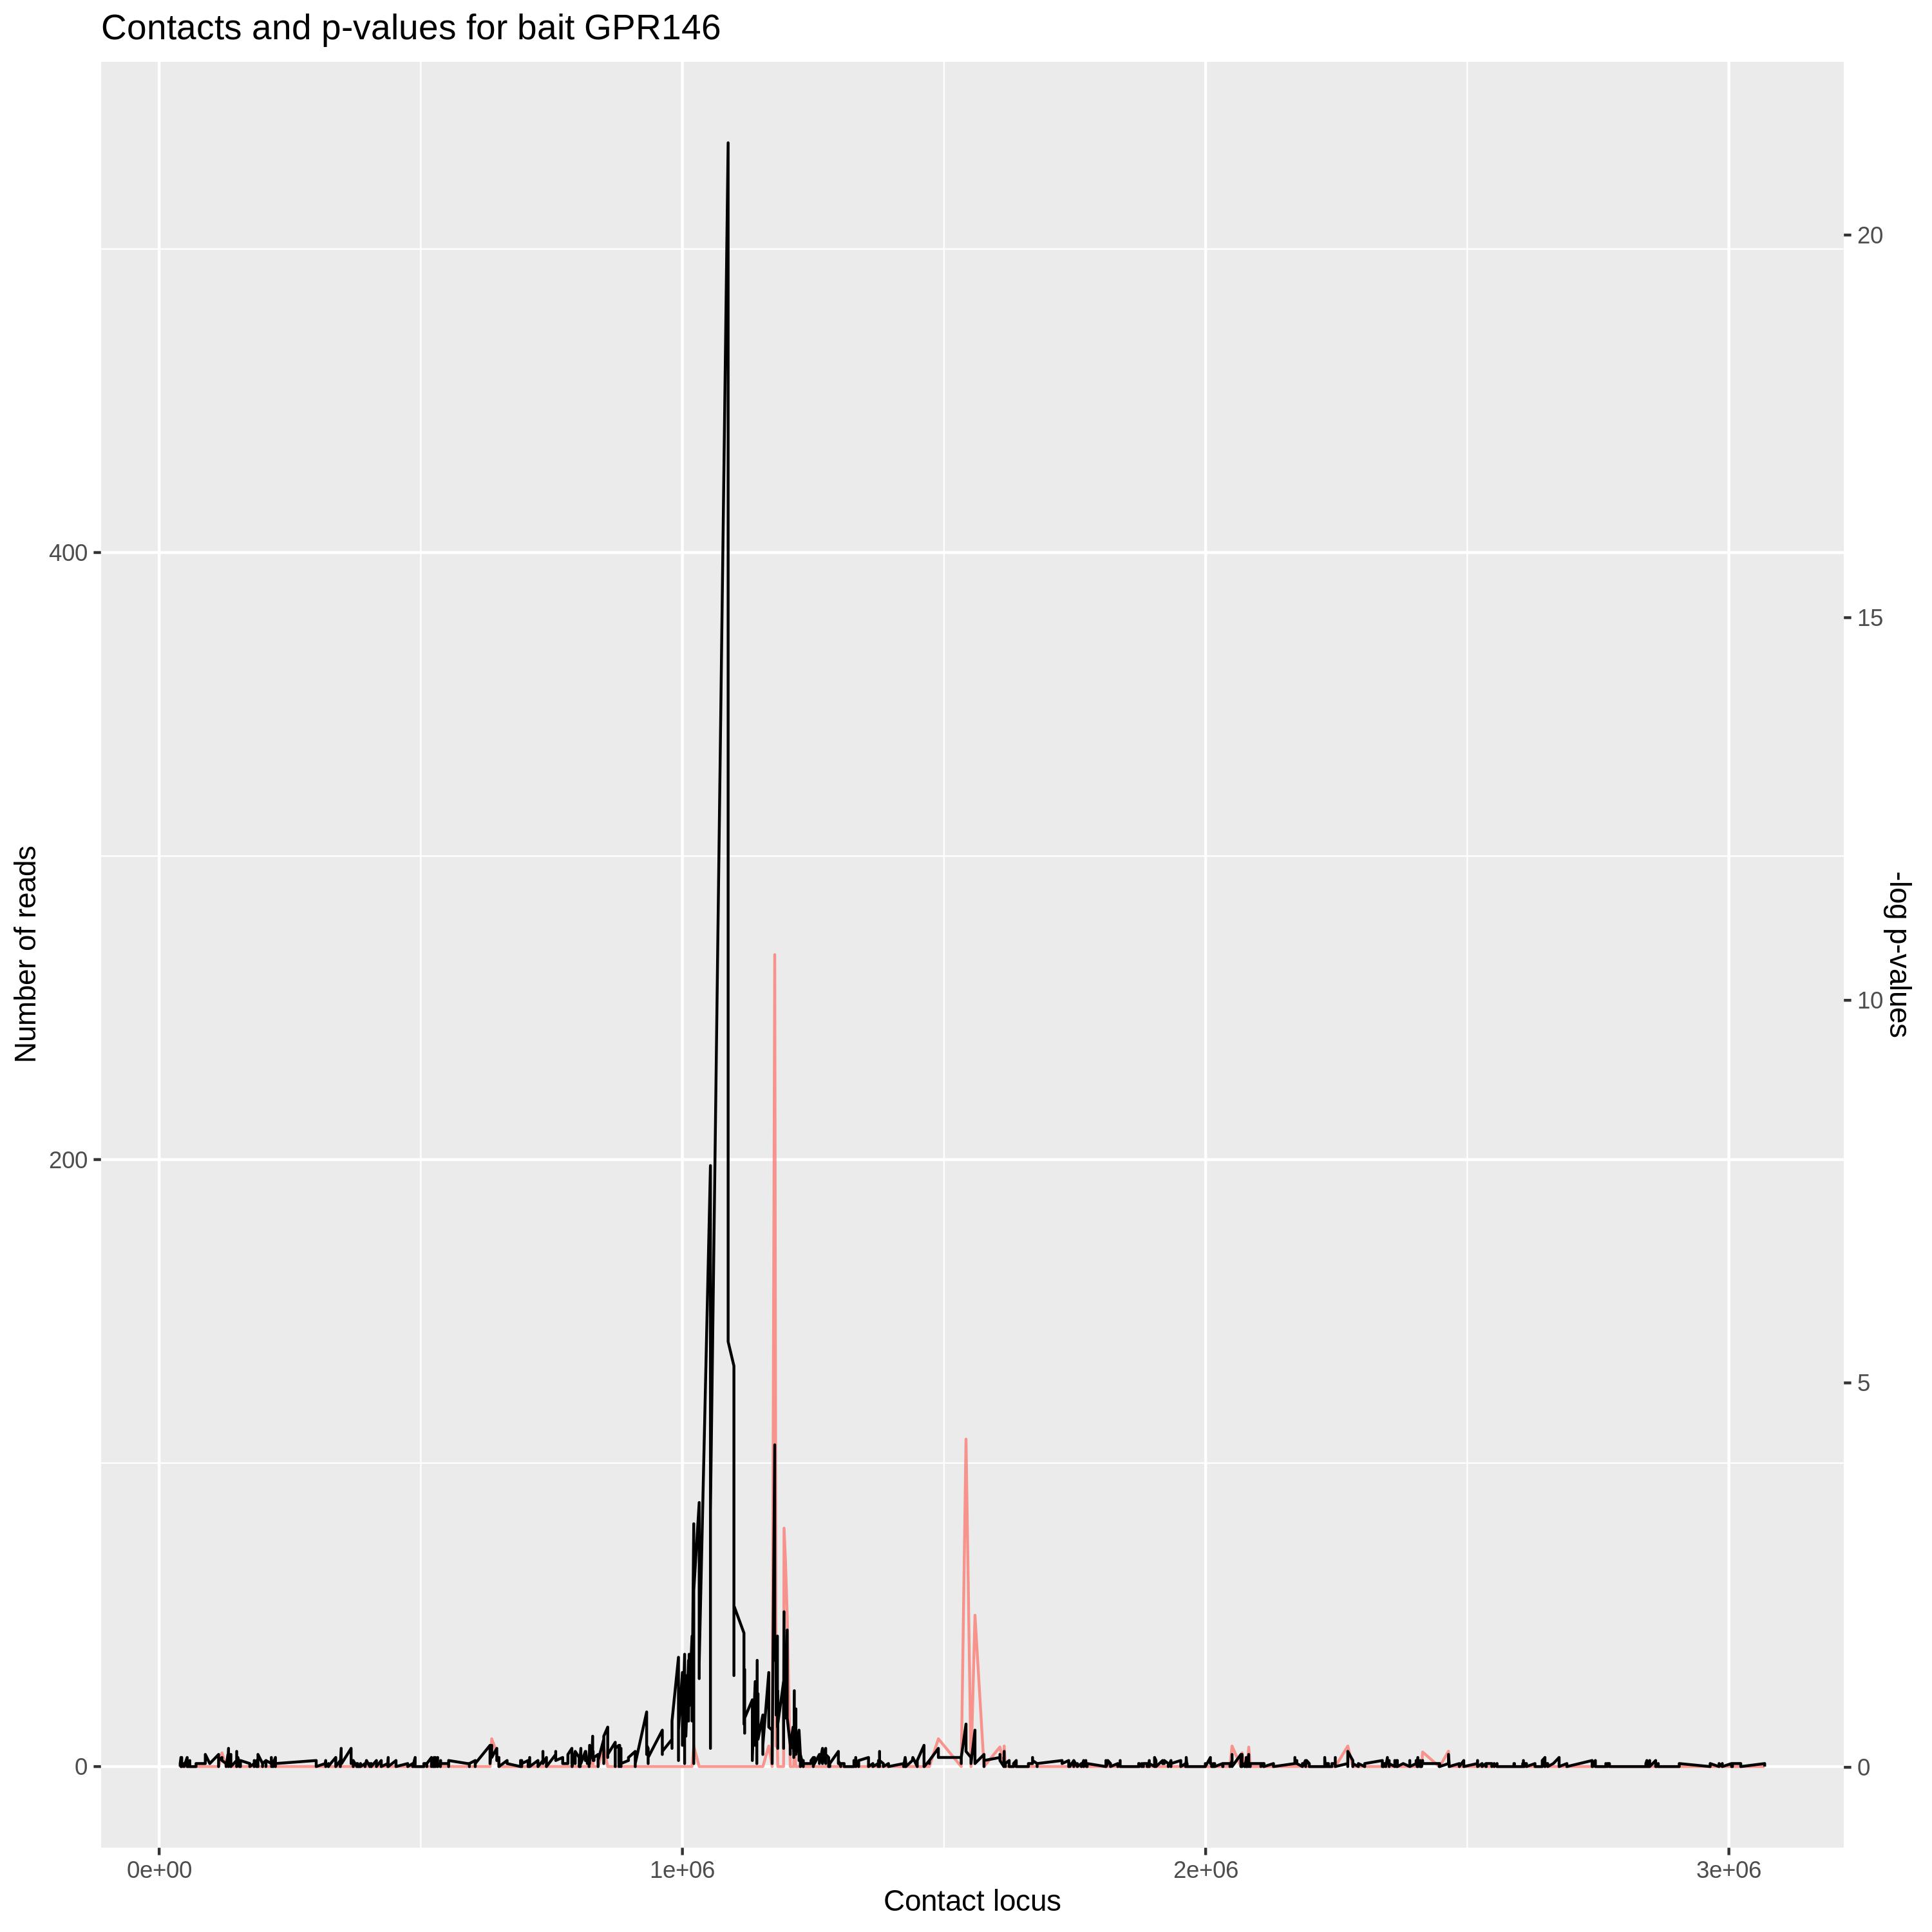 Contacts and p-values for bait GPR146
Number of reads
400
200
0
20
15
10
5
0
-log p-values
0e+00 1e+06 2e+06 3e+06
Contact locus